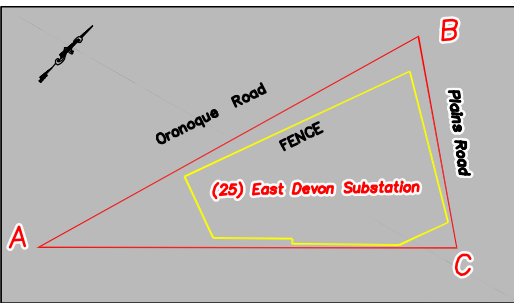 B
Oronoque Road
Plains Road
FENCE
(25) East Devon Substation
A
C